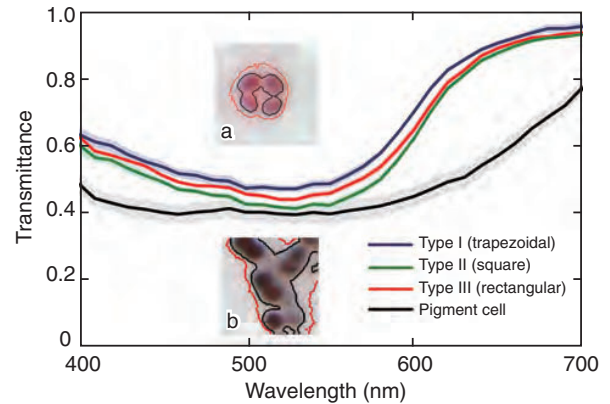 1.0
0.8
0.6
0.4
0.2
0
Transmittance
a
b
Type I (trapezoidal)
Type II (square)
Type III (rectangular)
Pigment cell
400 500 600 700
Wavelength (nm)